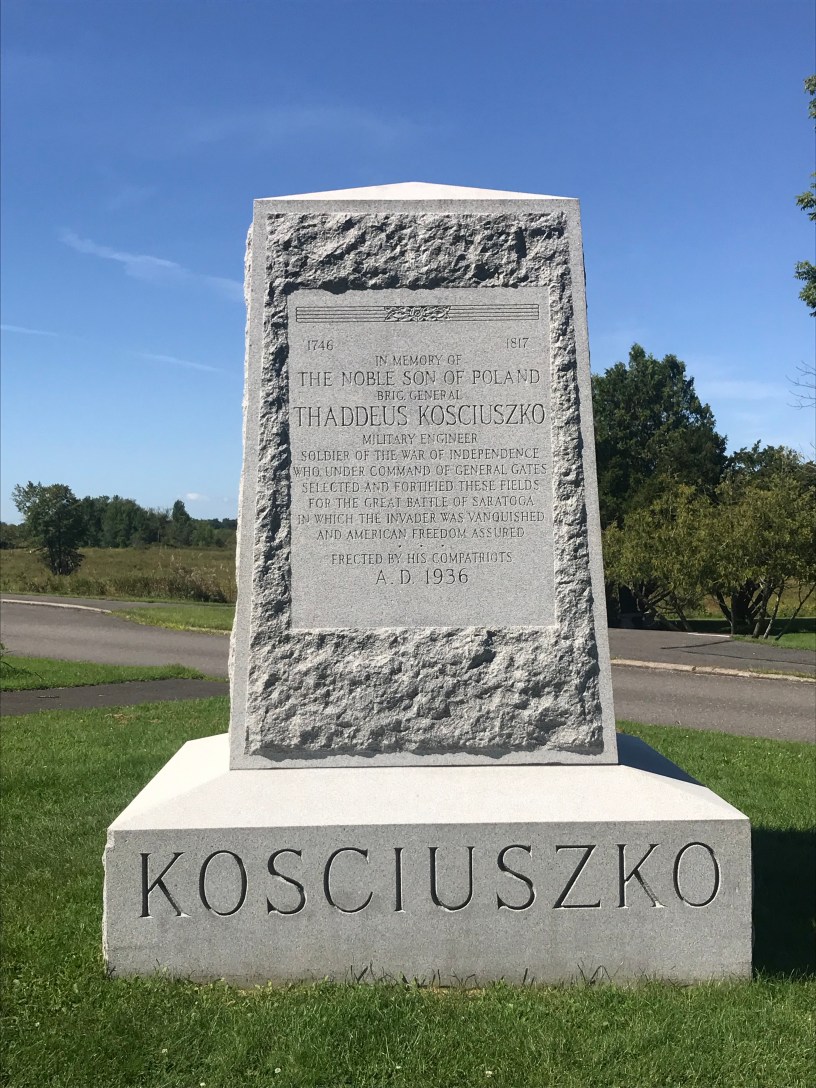 1746 1817
IN MEMORY OF
THE NOBLE SON OF POLAND
BRIG. GENERAL
THADDEUS KOSCIUSZKO
MILITARY ENGINEER
SOLDIER OF THE WAR OF INDEPENDENCE
WHO UNDER COMMAND OF GENERAL GATES
SELECTED AND FORTIFIED THESE FIELDS
FOR THE GREAT BATTLE OF SARATOGA
IN WHICH THE INVADER WAS VANQUISHED
AND AMERICAN FREEDOM ASSURED
ERECTED BY HIS COMPATRIOTS
A. D. 1936
KOSCIUSZKO